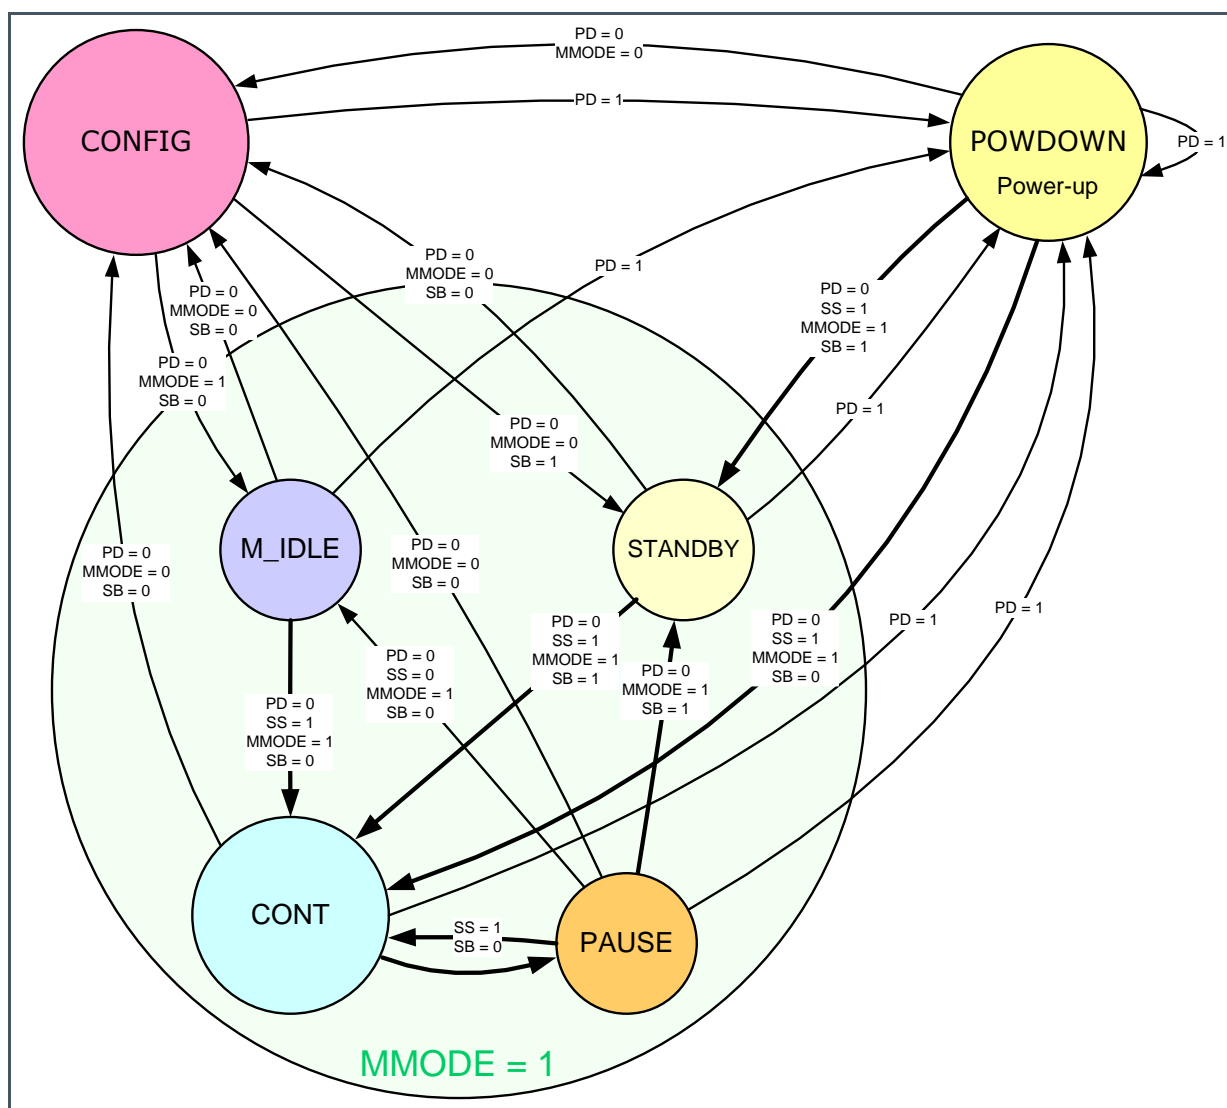 PD = 0
MMODE = 0
PD = 1
CONFIG
POWDOWN
Power-up
PD = 1
PD = 0
MMODE = 0
SB = 0
PD = 1
PD = 0
MMODE = 0
SB = 0
PD = 0
SS = 1
MMODE = 1
SB = 1
PD = 0
MMODE = 1
SB = 0
PD = 1
PD = 0
MMODE = 0
SB = 1
M_IDLE
STANDBY
PD = 0
MMODE = 0
SB = 0
PD = 0
MMODE = 0
SB = 0
PD = 0
SS = 1
MMODE = 1
SB = 1
PD = 0
SS = 1
MMODE = 1
SB = 0
PD = 1
PD = 1
PD = 0
SS = 0
MMODE = 1
SB = 0
PD = 0
MMODE = 1
SB = 1
PD = 0
SS = 1
MMODE = 1
SB = 0
CONT
SS = 1
SB = 0
PAUSE
MMODE = 1